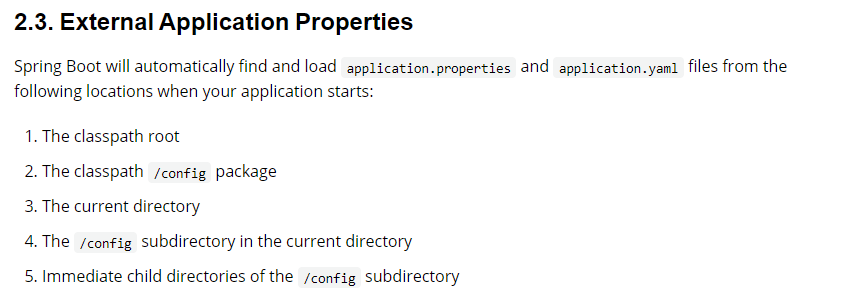 2.3. External Application Properties
Spring Boot will automatically find and load application.properties and application.yaml files from the
following locations when your application starts:
1. The classpath root
2. The classpath /config package
3. The current directory
4. The /config subdirectory in the current directory
5. Immediate child directories of the /config subdirectory